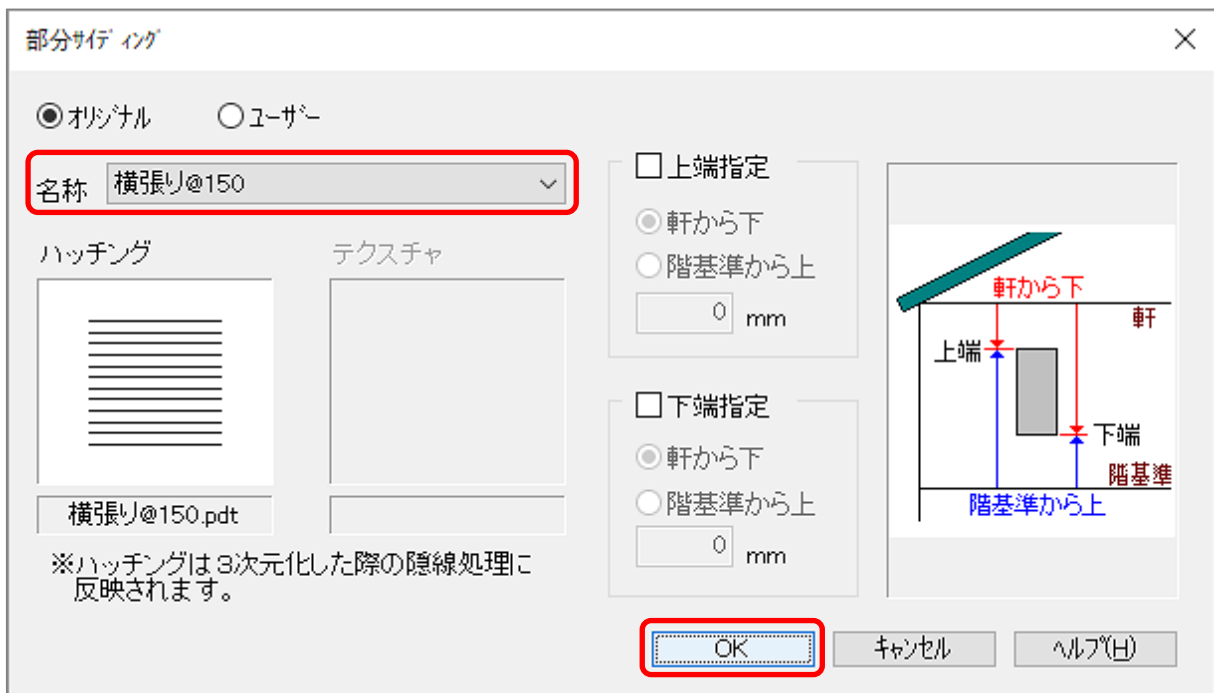 部分ｻｲﾃﾞｨﾝｸﾞ
ｵﾘｼﾞﾅﾙ
ﾕｰｻﾞｰ
名称
横張り@150
ハッチング
テクスチャ
横張り@150.pdt
※ハッチングは３次元化した際の隠線処理に
反映されます。
上端指定
軒から下
階基準から上
0 mm
下端指定
軒から下
階基準から上
0 mm
軒から下
軒
上端
下端
階基準
階基準から上
OK
ｷｬﾝｾﾙ
ﾍﾙﾌﾟ(H)